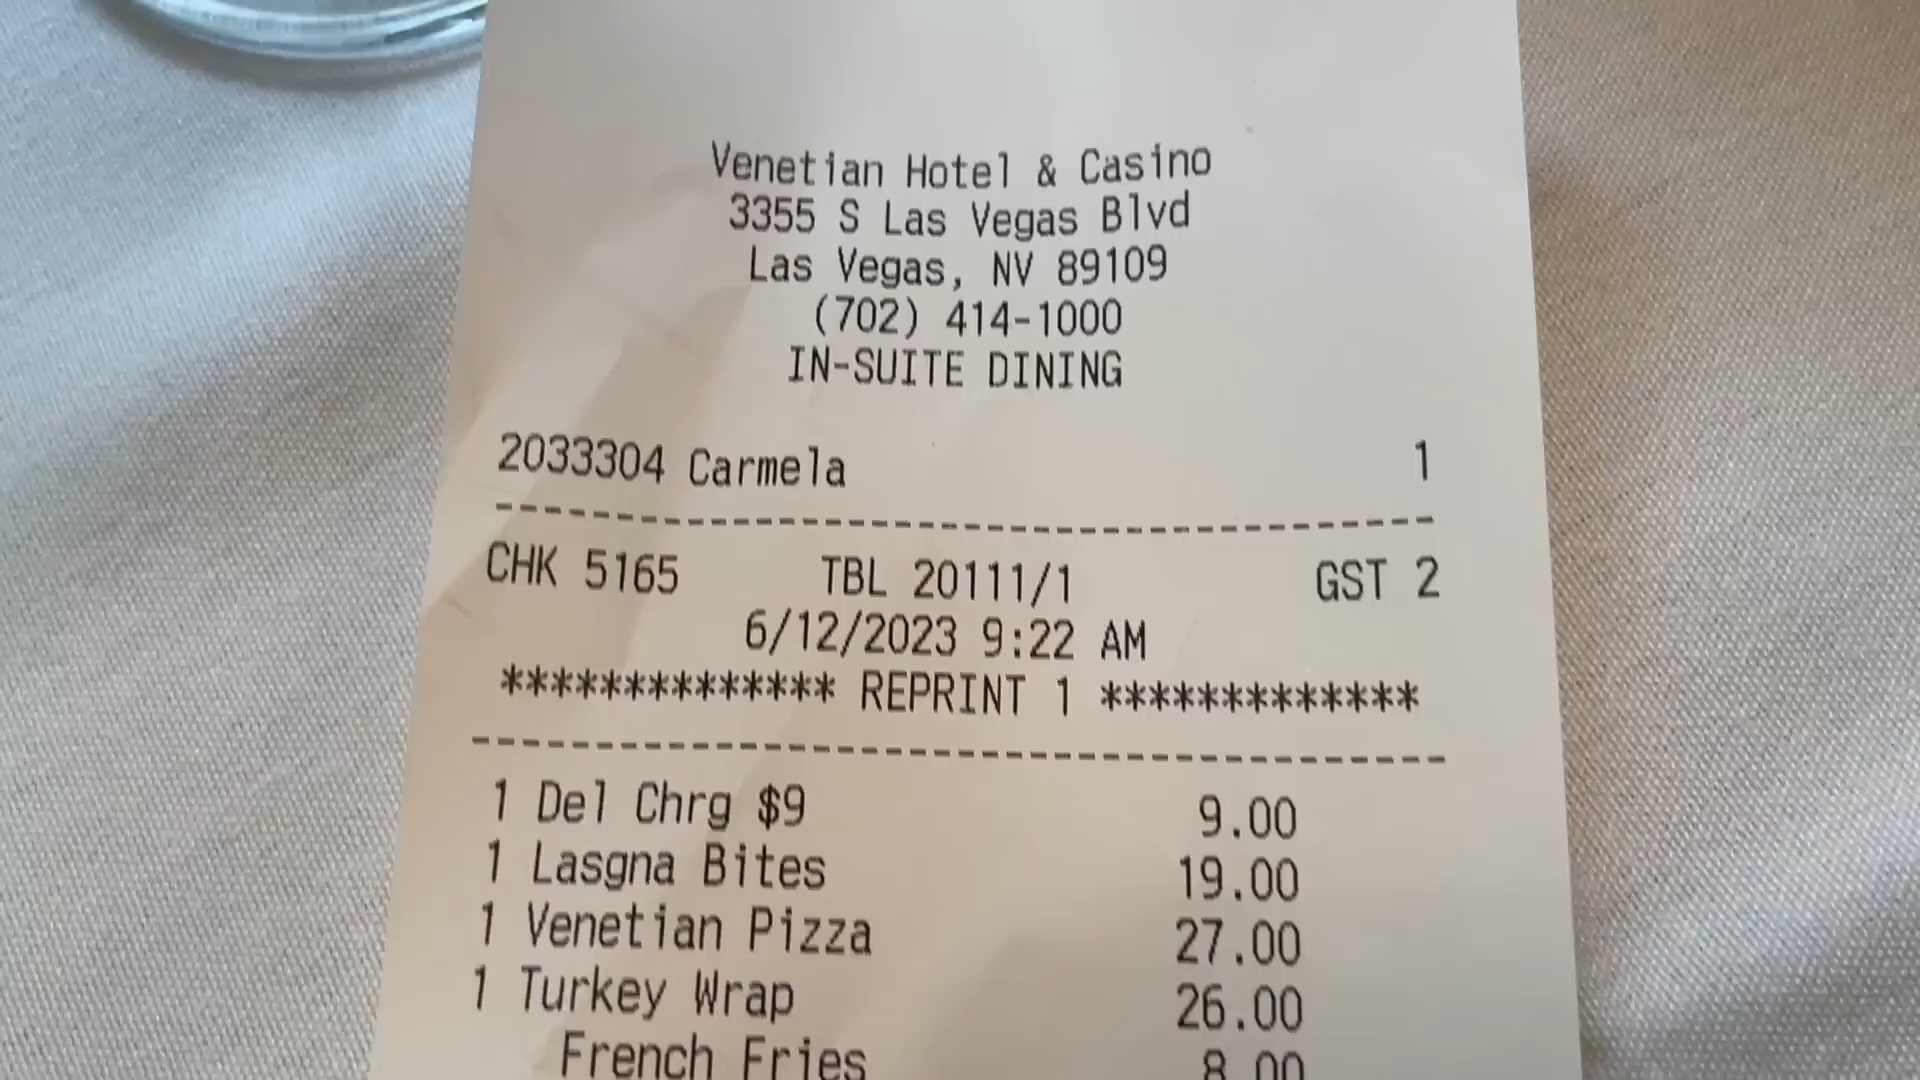 Venetian Hotel & Casino
3355 S Las Vegas Blvd
Las Vegas, NV 89109
(702) 414-1000
IN-SUITE DINING
2033304 Carmela 1
--------------------------------------
CHK 5165 TBL 20111/1 GST 2
6/12/2023 9:22 AM
************** REPRINT 1 *************
----------------------------------------
1 Del Chrg $9 9.00
1 Lasgna Bites 19.00
1 Venetian Pizza 27.00
1 Turkey Wrap 26.00
French Fries 8.00